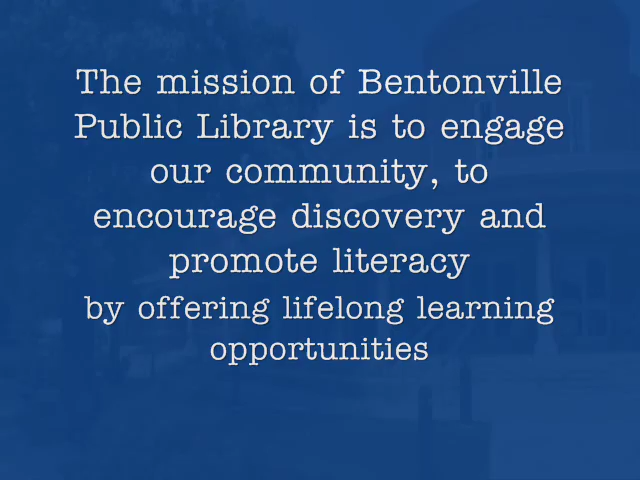 The mission of Bentonville
Public Library is to engage
our community, to
encourage discovery and
promote literacy
by offering lifelong learning
opportunities